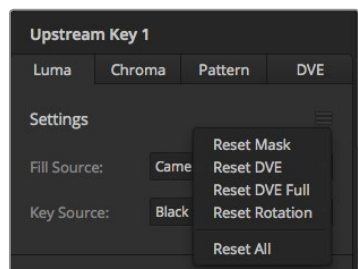 Upstream Key 1
Luma Chroma Pattern DVE
Settings
Reset Mask
Fill Source: Came Reset DVE
Reset DVE Full
Key Source: Black Reset Rotation
Reset All